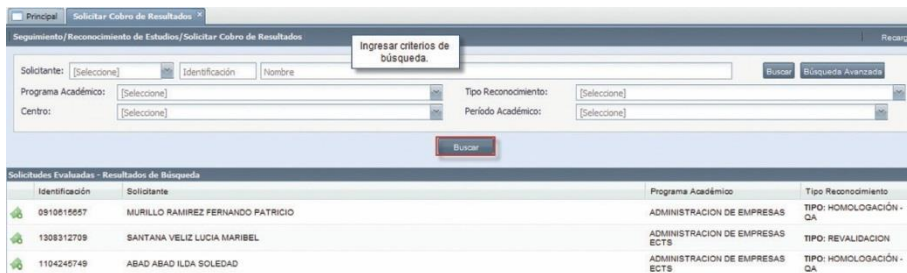 Principal Solicitar Cobro de Resultados ×
Seguimiento/Reconocimiento de Estudios/Solicitar Cobro de Resultados Recarg
Ingresar criterios de
búsqueda.
Solicitante: [Seleccione] Identificación Nombre Buscar Búsqueda Avanzada
Programa Académico: [Seleccione] Tipo Reconocimiento: [Seleccione]
Centro: [Seleccione] Período Académico: [Seleccione]
Buscar
Solicitudes Evaluadas - Resultados de Búsqueda
Identificación Solicitante Programa Académico Tipo Reconocimiento
0910615657 MURILLO RAMIREZ FERNANDO PATRICIO ADMINISTRACION DE EMPRESAS TIPO: HOMOLOGACIÓN -
QA
1308312709 SANTANA VELIZ LUCIA MARIBEL ADMINISTRACION DE EMPRESAS
ECTS TIPO: REVALIDACION
1104245749 ABAD ABAD ILDA SOLEDAD ADMINISTRACION DE EMPRESAS
ECTS TIPO: HOMOLOGACIÓN -
QA